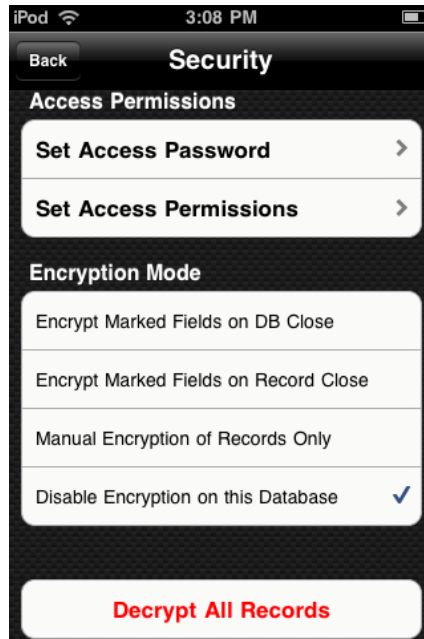 iPod 3:08 PM
Back Security
Access Permissions
Set Access Password
Set Access Permissions
Encryption Mode
Encrypt Marked Fields on DB Close
Encrypt Marked Fields on Record Close
Manual Encryption of Records Only
Disable Encryption on this Database
Decrypt All Records